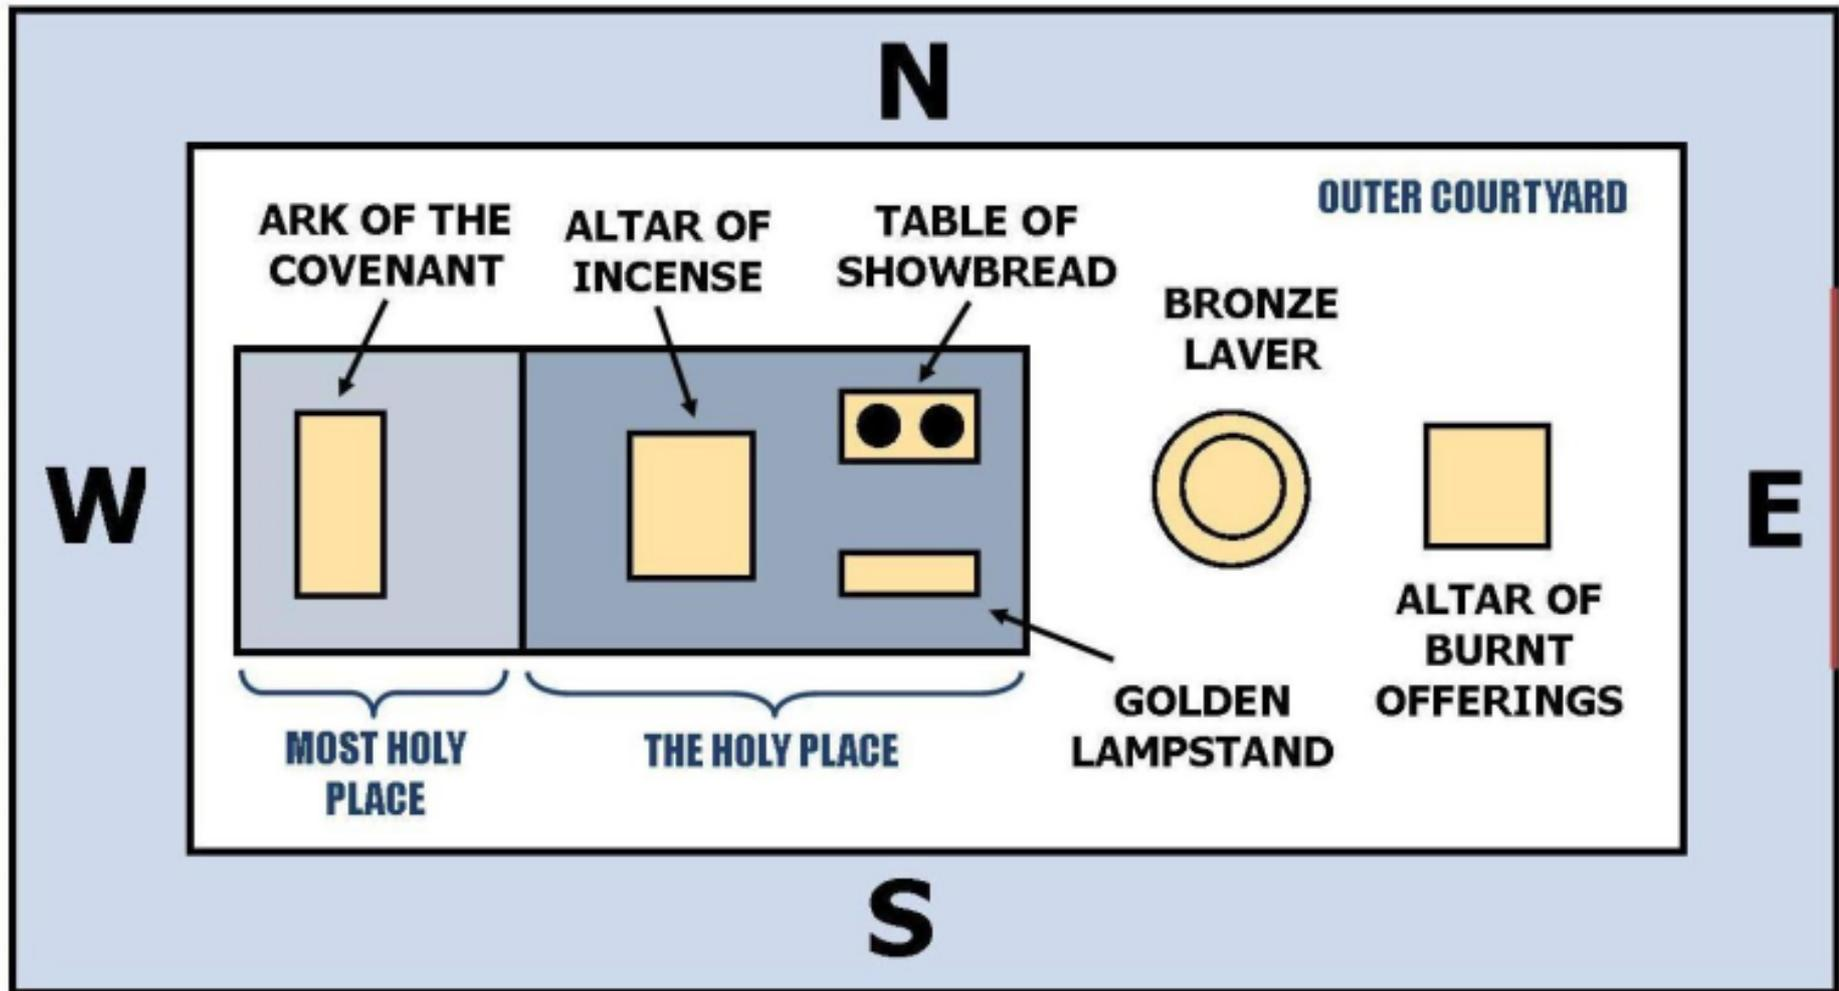 N
OUTER COURTYARD
ARK OF THE
COVENANT
ALTAR OF
INCENSE
TABLE OF
SHOWBREAD
BRONZE
LAVER
W
E
ALTAR OF
BURNT
OFFERINGS
GOLDEN
LAMPSTAND
MOST HOLY
PLACE
THE HOLY PLACE
S